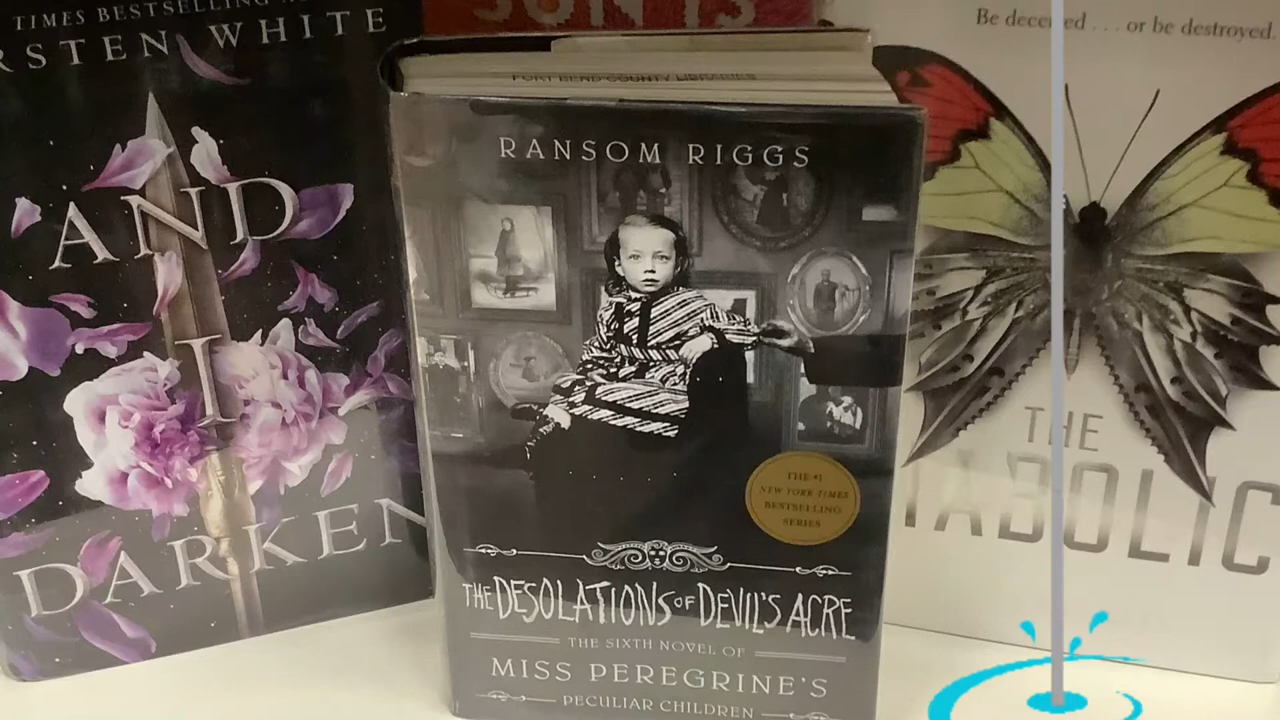 TIMES BESTSELLING
RSTEN WHITE
AND
I
DARKEN
FORT BEND COUNTY LIBRARIES
RANSOM RIGGS
THE #1
NEW YORK TIMES
BESTSELLING
SERIES
THE DESOLATIONS OF DEVIL'S ACRE
THE SIXTH NOVEL OF
MISS PEREGRINE'S
PECULIAR CHILDREN
Be deceived . . . or be destroyed.
THE
TABOLIC